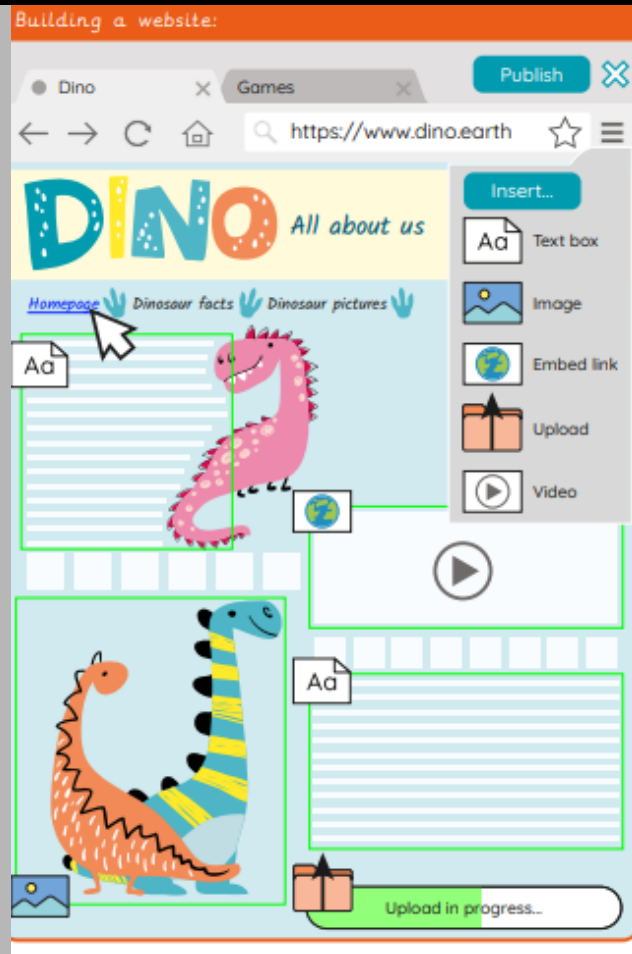 Building a website:
Dino
Games
Publish
https://www.dino.earth
DINO
All about us
Insert...
Aa Text box
Image
Embed link
Upload
Video
Homepage Dinosaur facts Dinosaur pictures
Aa
Aa
Upload in progress...